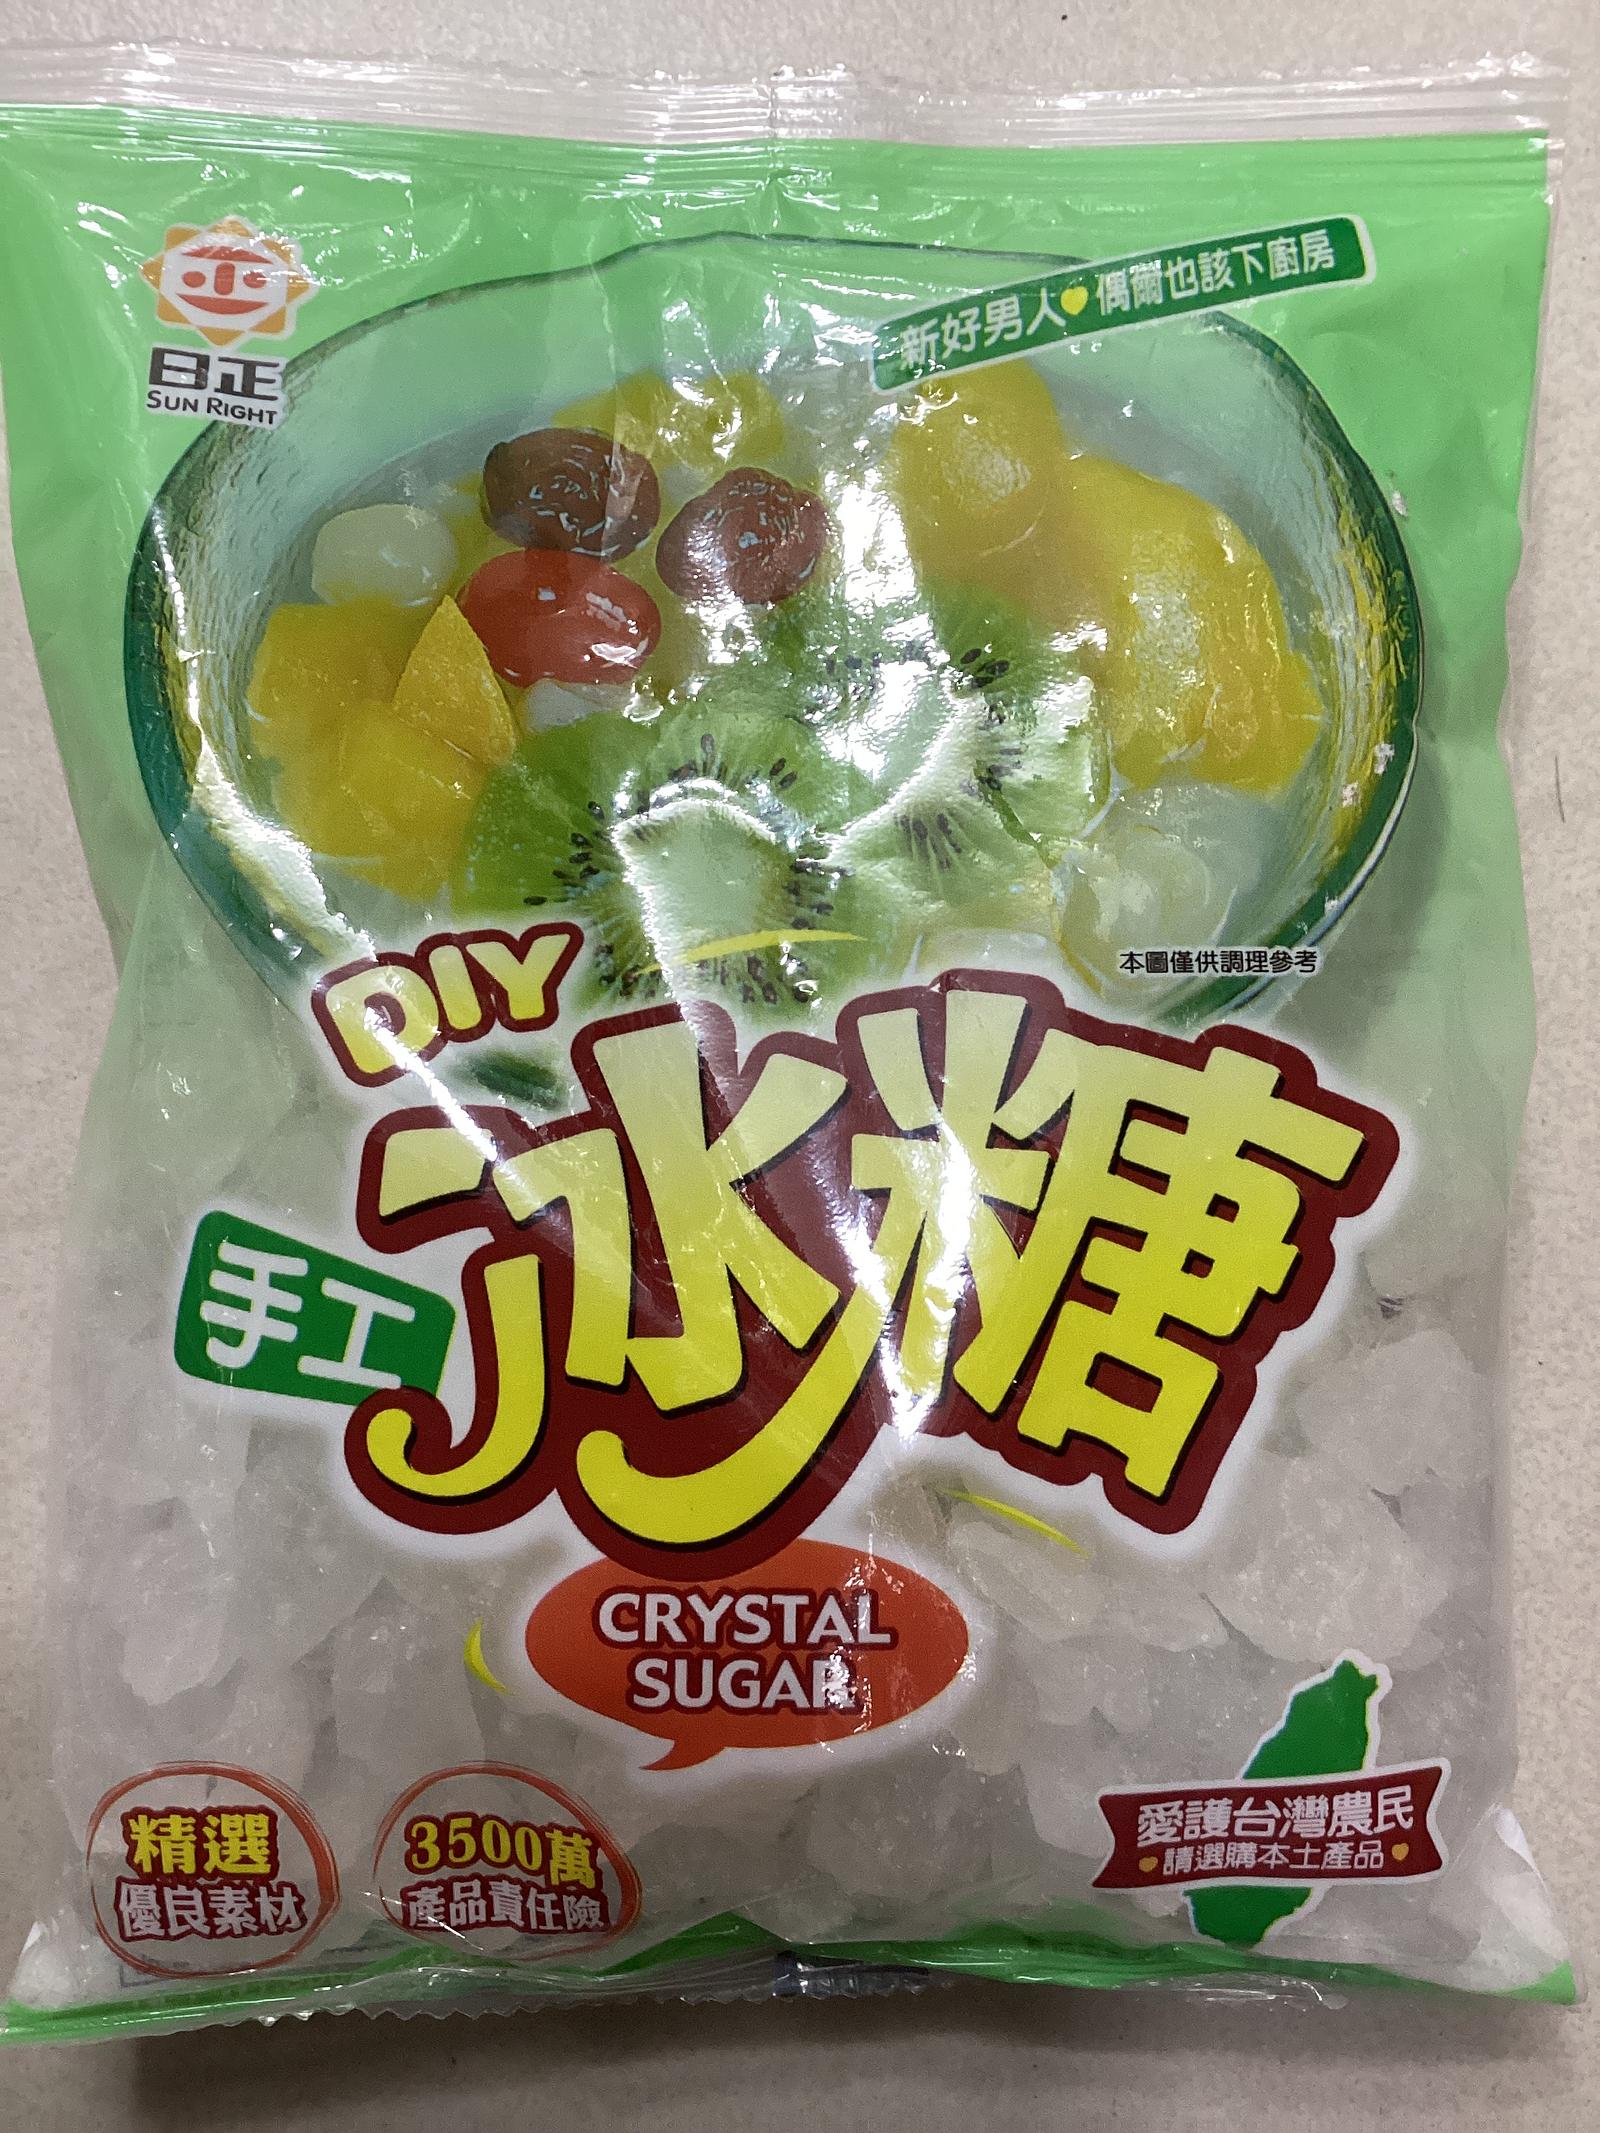 日正
SUN RIGHT
新好男人
偶爾也該下廚房
本圖僅供調理參考
DIY
手工
冰糖
CRYSTAL
SUGAR
精選
優良素材
3500萬
產品責任險
愛護台灣農民
請選購本土產品